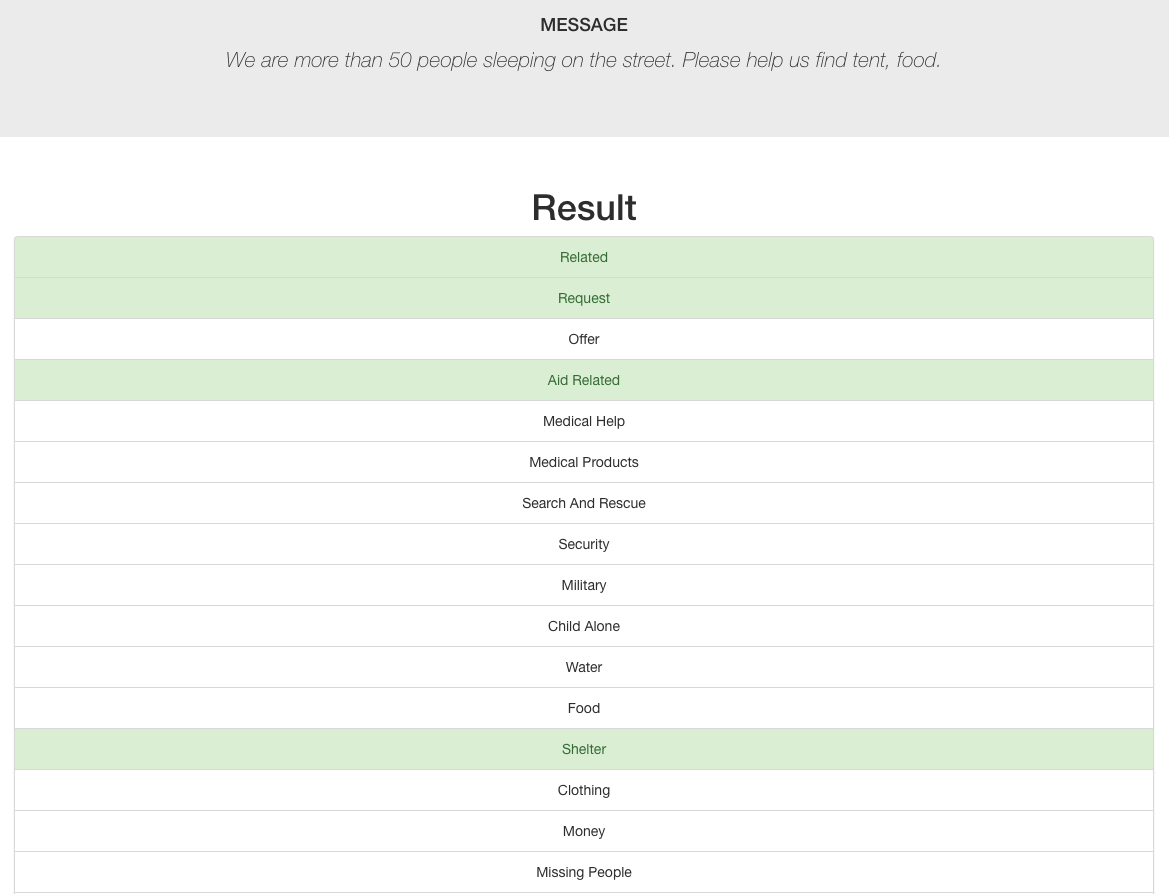 MESSAGE
We are more than 50 people sleeping on the street. Please help us find tent, food.
Result
Related
Request
Offer
Aid Related
Medical Help
Medical Products
Search And Rescue
Security
Military
Child Alone
Water
Food
Shelter
Clothing
Money
Missing People